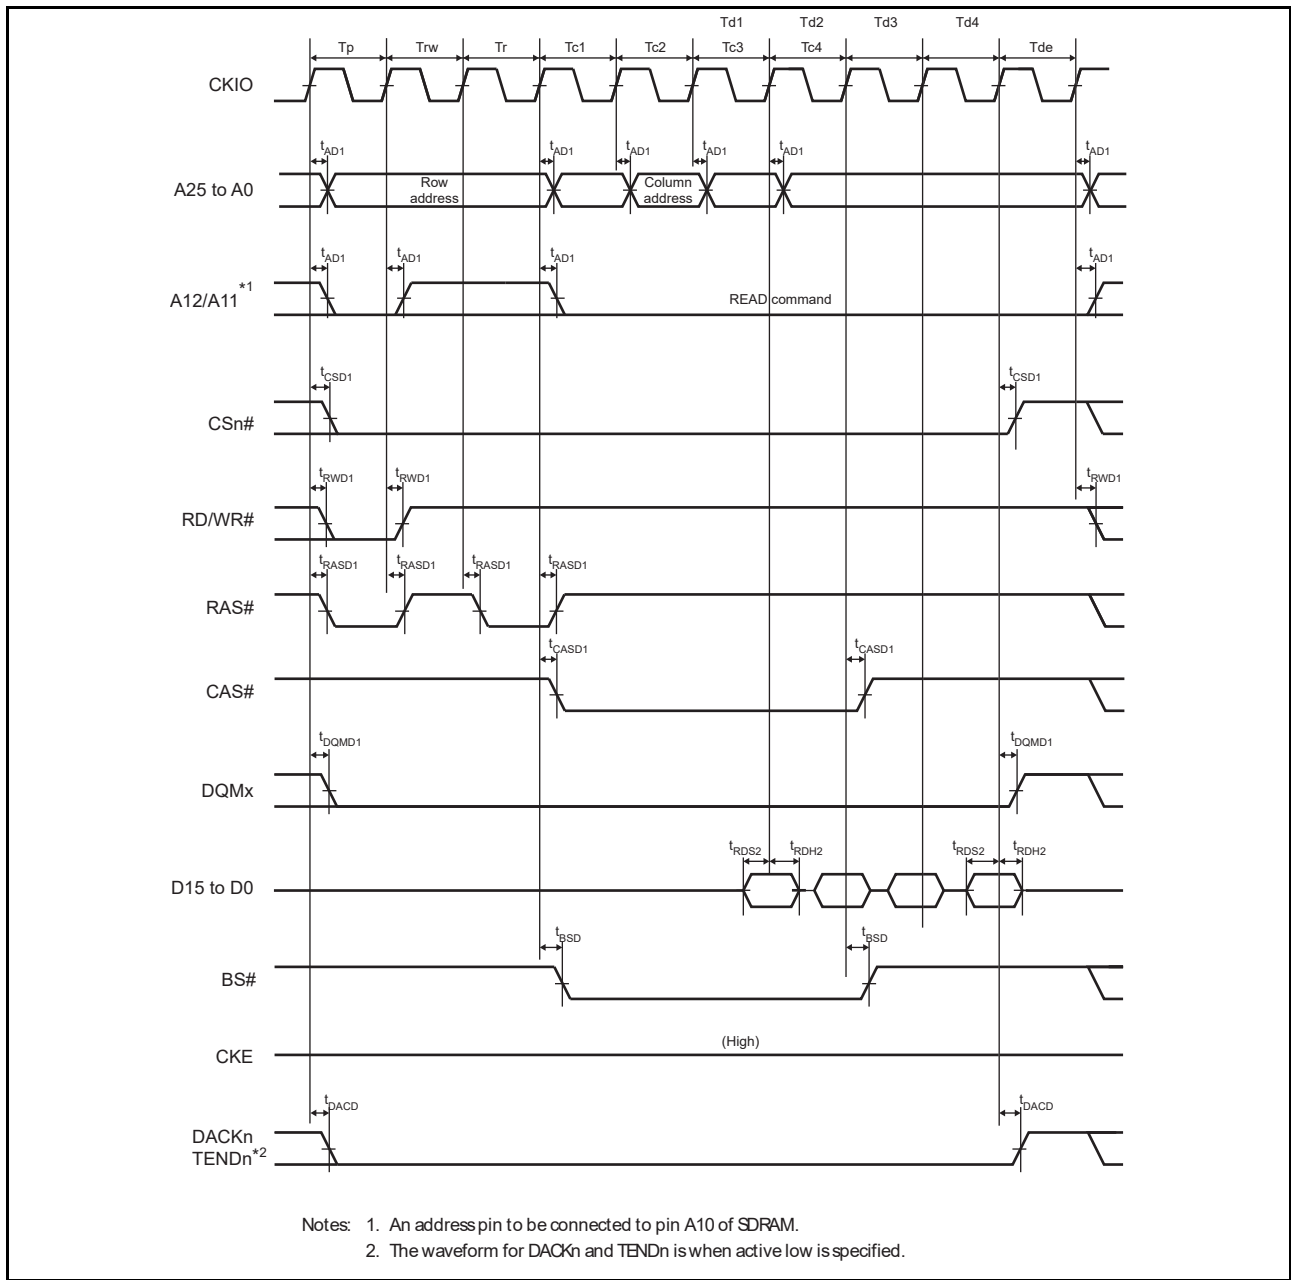 Td1 Td2 Td3 Td4
Tp Trw Tr Tc1 Tc2 Tc3 Tc4 Tde
CKIO
tAD1 tAD1 tAD1 tAD1 tAD1 tAD1
A25 to A0
Row
address
Column
address
tAD1 tAD1 tAD1 tAD1
A12/A11 *1
READ command
tCSD1 tCSD1
CSn#
tRWD1 tRWD1 tRWD1
RD/WR#
tRASD1 tRASD1 tRASD1 tRASD1
RAS#
tCASD1 tCASD1
CAS#
tDQMD1 tDQMD1
DQMx
tRDS2 tRDH2 tRDS2 tRDH2
D15 to D0
tBSD tBSD
BS#
(High)
CKE
tDACD tDACD
DACKn
TENDn*2
Notes: 1. An address pin to be connected to pin A10 of SDRAM.
2. The waveform for DACKn and TENDn is when active low is specified.